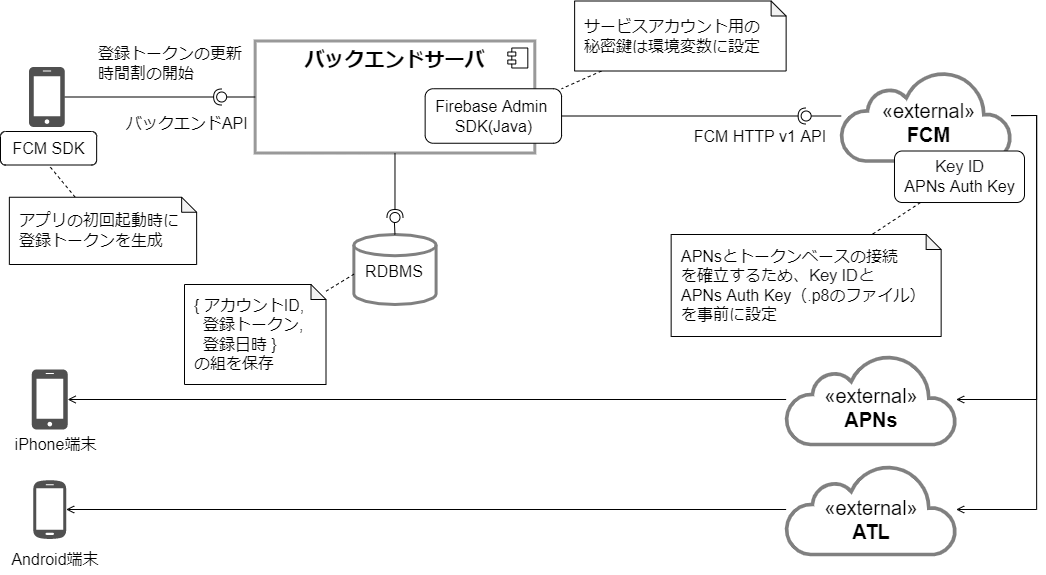 サービスアカウント用の
秘密鍵は環境変数に設定
登録トークンの更新
時間割の開始
バックエンドサーバ
Firebase Admin
SDK(Java)
バックエンドAPI
FCM HTTP v1 API
«external»
FCM
FCM SDK
Key ID
APNs Auth Key
アプリの初回起動時に
登録トークンを生成
RDBMS
{ アカウントID,
登録トークン,
登録日時 }
の組を保存
APNsとトークンベースの接続
を確立するため、Key IDと
APNs Auth Key（.p8のファイル）
を事前に設定
iPhone端末
«external»
APNs
Android端末
«external»
ATL